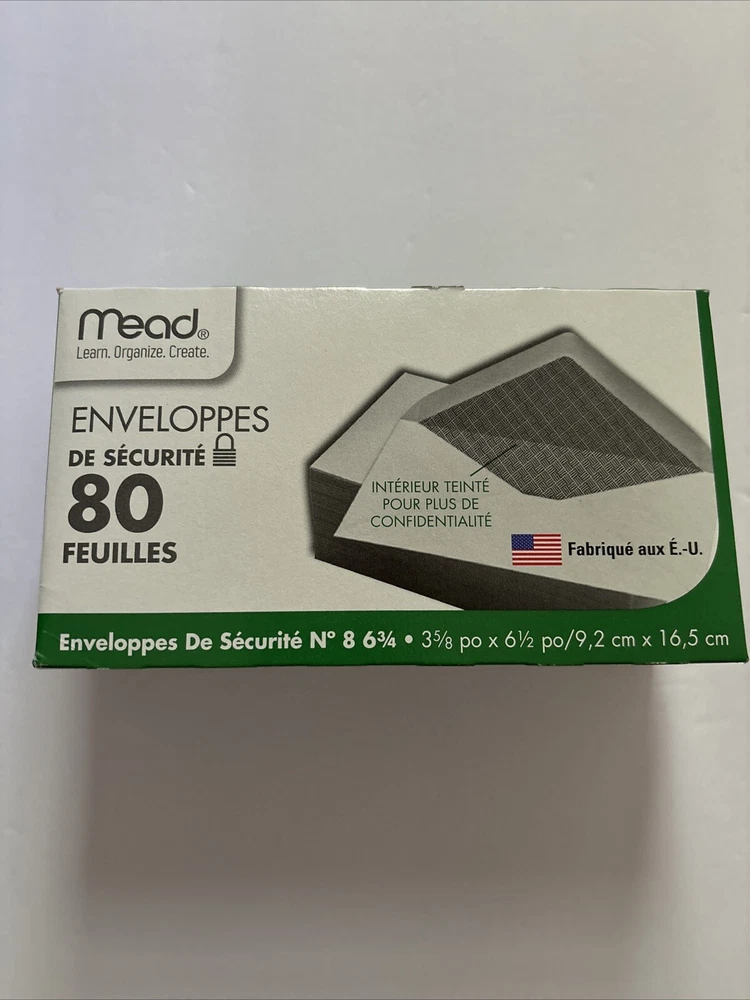 Mead®
Learn. Organize. Create.
ENVELOPPES
DE SÉCURITÉ
80
FEUILLES
INTÉRIEUR TEINTÉ
POUR PLUS DE
CONFIDENTIALITÉ
Fabriqué aux É.-U.
Enveloppes De Sécurité Nº 8 6¾ • 3⅝ po x 6½ po/9,2 cm x 16,5 cm